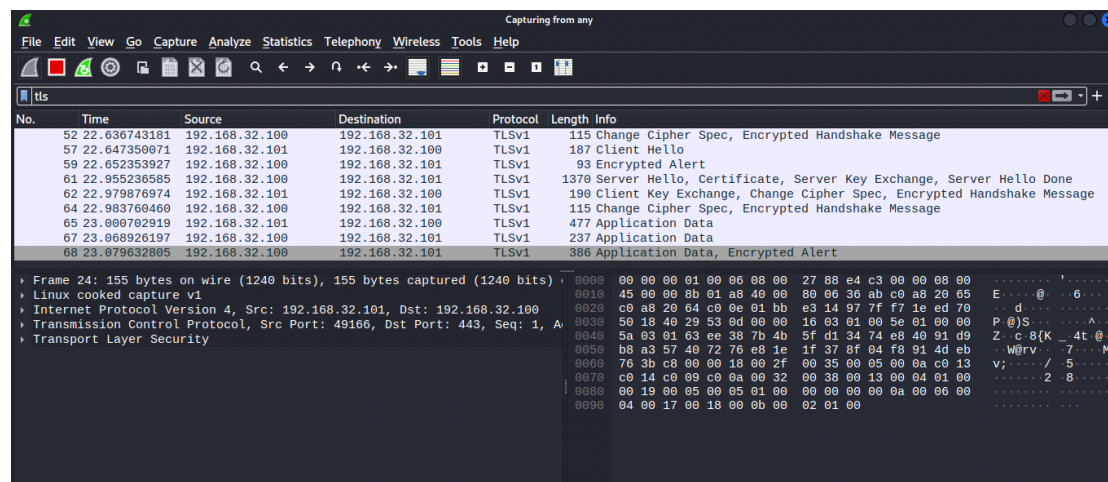 Capturing from any
File Edit View Go Capture Analyze Statistics Telephony Wireless Tools Help
tls
No. Time Source Destination Protocol Length Info
52 22.636743181 192.168.32.100 192.168.32.101 TLSv1 115 Change Cipher Spec, Encrypted Handshake Message
57 22.647350071 192.168.32.101 192.168.32.100 TLSv1 187 Client Hello
59 22.652353927 192.168.32.100 192.168.32.101 TLSv1 93 Encrypted Alert
61 22.955236585 192.168.32.100 192.168.32.101 TLSv1 1370 Server Hello, Certificate, Server Key Exchange, Server Hello Done
62 22.979876974 192.168.32.101 192.168.32.100 TLSv1 190 Client Key Exchange, Change Cipher Spec, Encrypted Handshake Message
64 22.983760460 192.168.32.100 192.168.32.101 TLSv1 115 Change Cipher Spec, Encrypted Handshake Message
65 23.000702919 192.168.32.101 192.168.32.100 TLSv1 477 Application Data
67 23.068926197 192.168.32.100 192.168.32.101 TLSv1 237 Application Data
68 23.079632805 192.168.32.100 192.168.32.101 TLSv1 386 Application Data, Encrypted Alert
Frame 24: 155 bytes on wire (1240 bits), 155 bytes captured (1240 bits)
Linux cooked capture v1
Internet Protocol Version 4, Src: 192.168.32.101, Dst: 192.168.32.100
Transmission Control Protocol, Src Port: 49166, Dst Port: 443, Seq: 1, A
Transport Layer Security
0000 00 00 00 01 00 06 08 00 27 88 e4 c3 00 00 08 00 ········ '·······
0010 45 00 00 8b 01 a8 40 00 80 06 36 ab c0 a8 20 65 E·····@· ··6··· e
0020 c0 a8 20 64 c0 0e 01 bb e3 14 97 7f f7 1e ed 70 ·· d···· ·······p
0030 50 18 40 29 53 0d 00 00 16 03 01 00 5e 01 00 00 P·@)S··· ····^···
0040 5a 03 01 63 ee 38 7b 4b 5f d1 34 74 e8 40 91 d9 Z··c·8{K _·4t·@··
0050 b8 a3 57 40 72 76 e8 1e 1f 37 8f 04 f8 91 4d eb ··W@rv·· ·7····M·
0060 76 3b c8 00 00 18 00 2f 00 35 00 05 00 0a c0 13 v;·····/ ·5······
0070 c0 14 c0 09 c0 0a 00 32 00 38 00 13 00 04 01 00 ·······2 ·8······
0080 00 19 00 05 00 05 01 00 00 00 00 00 0a 00 06 00 ········ ········
0090 04 00 17 00 18 00 0b 00 02 01 00 ········ ···